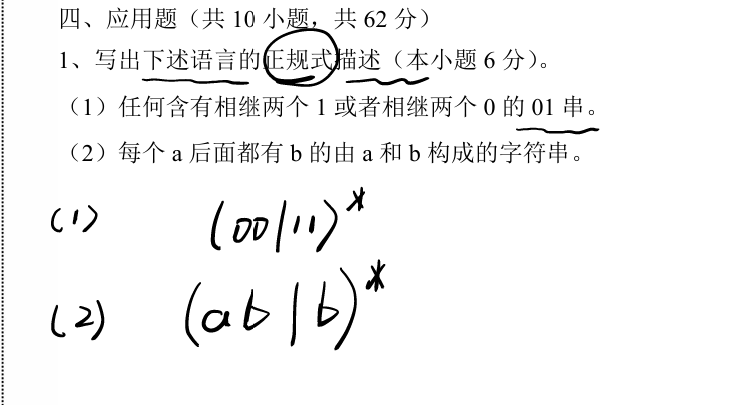 四、应用题（共 10 小题，共 62 分）
1、写出下述语言的正规式描述（本小题 6 分）。
（1）任何含有相继两个 1 或者相继两个 0 的 01 串。
（2）每个 a 后面都有 b 的由 a 和 b 构成的字符串。
(1) (00|11)*
(2) (ab|b)*